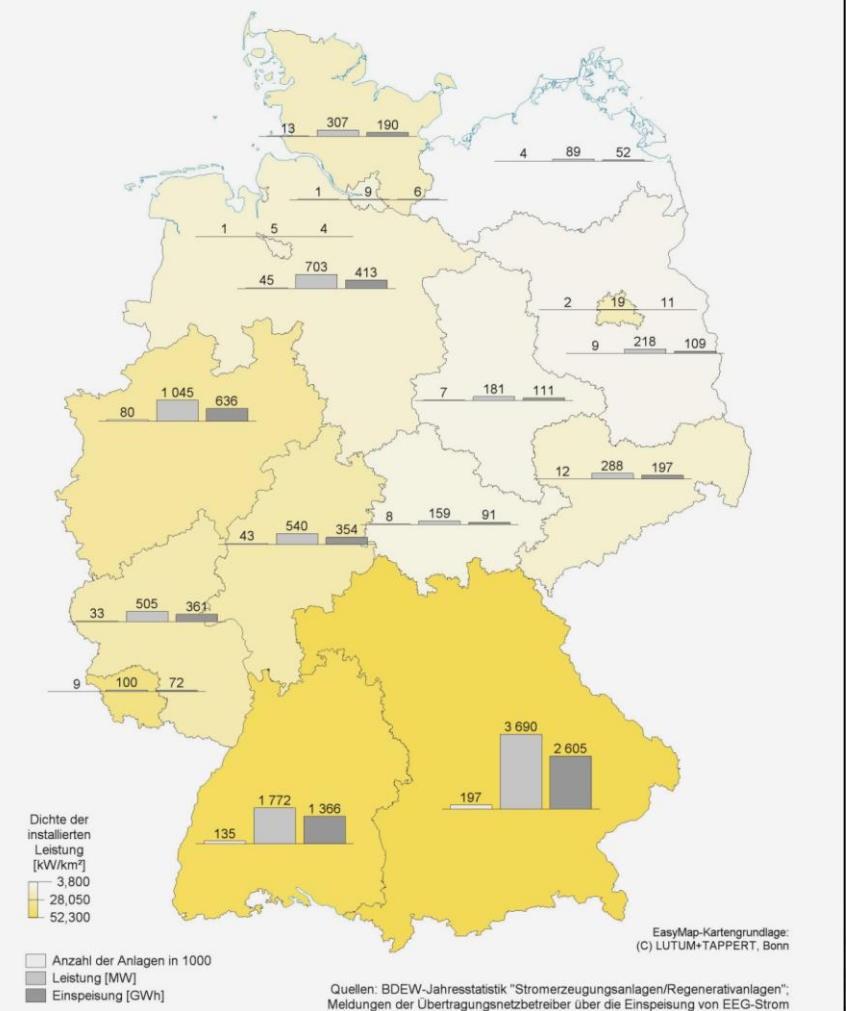 13 307 190
4 89 52
1 9 6
1 5 4
45 703 413
2 19 11
9 218 109
7 181 111
80 1 045 636
12 288 197
8 159 91
43 540 354
33 505 361
9 100 72
197 3 690 2 605
135 1 772 1 366
Dichte der
installierten
Leistung
[kW/km²]
3,800
28,050
52,300
EasyMap-Kartengrundlage:
(C) LUTUM+TAPPERT, Bonn
Anzahl der Anlagen in 1000
Leistung [MW]
Einspeisung [GWh]
Quellen: BDEW-Jahresstatistik "Stromerzeugungsanlagen/Regenerativanlagen";
Meldungen der Übertragungsnetzbetreiber über die Einspeisung von EEG-Strom